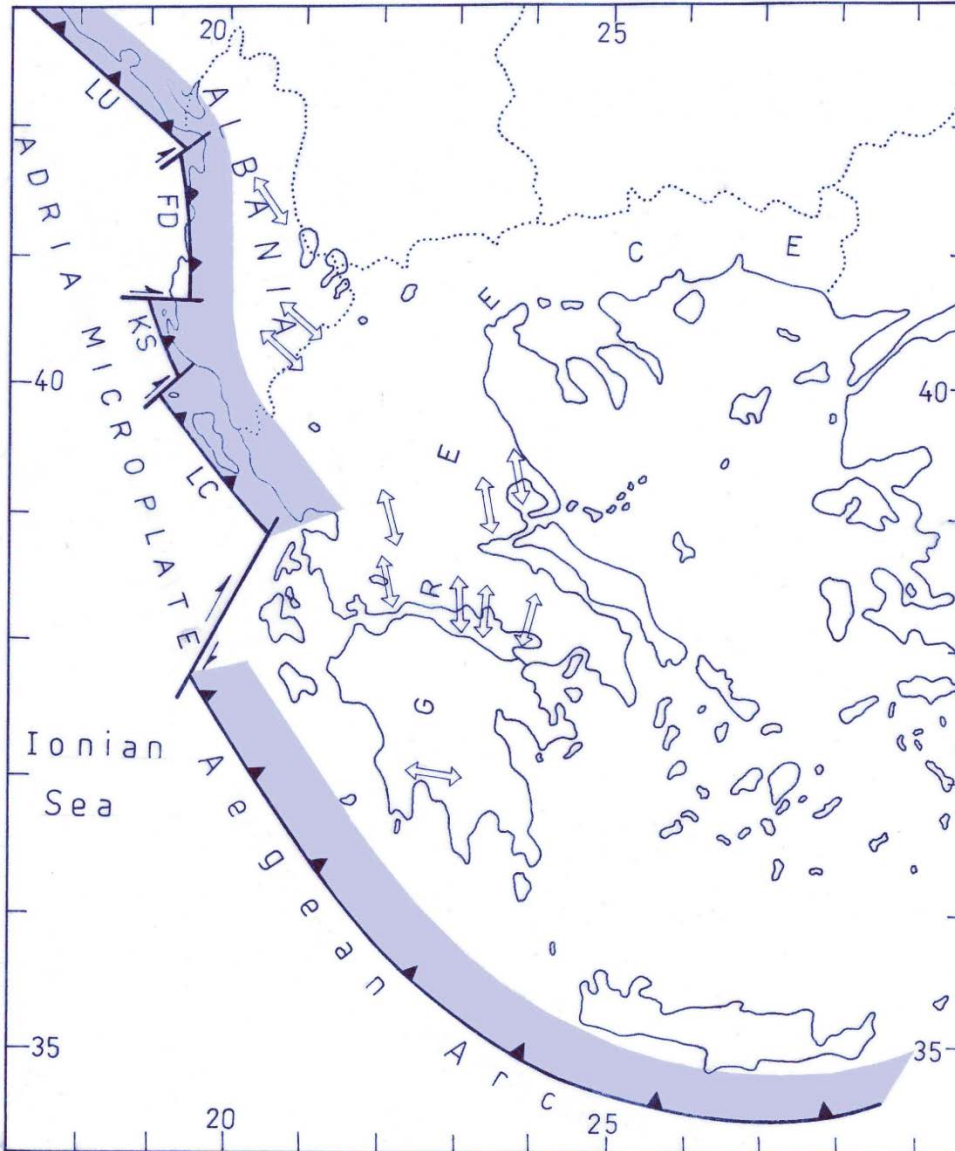 20
25
LU
ALBANIA
ADRIA MICROPLATE
FD
C E
E
KS
40
40
E
LC
R
G
Ionian
Sea
Aegean Arc
35
35
20
25